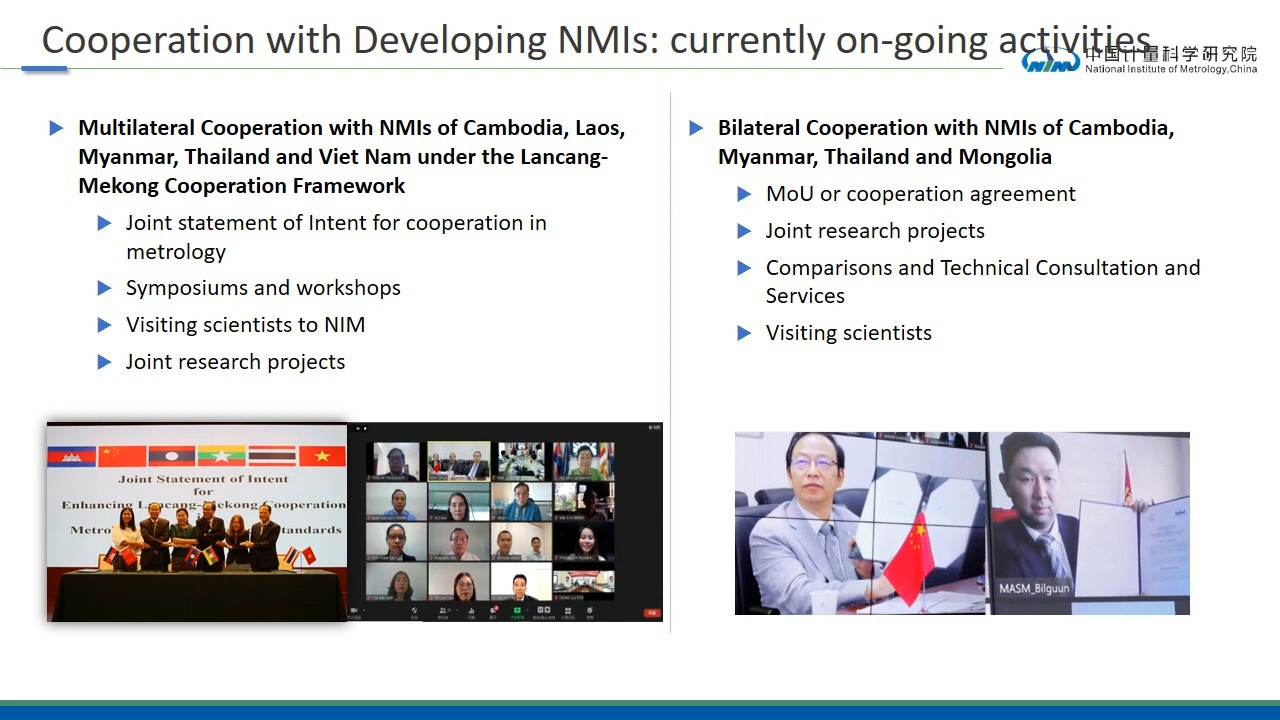 Cooperation with Developing NMIs: currently on-going activities
中国计量科学研究院
NIM
National Institute of Metrology,China
Multilateral Cooperation with NMIs of Cambodia, Laos,
Myanmar, Thailand and Viet Nam under the Lancang-
Mekong Cooperation Framework
Joint statement of Intent for cooperation in
metrology
Symposiums and workshops
Visiting scientists to NIM
Joint research projects
Joint Statement of Intent
for
Enhancing Lancang-Mekong Cooperation
Standards
Bilateral Cooperation with NMIs of Cambodia,
Myanmar, Thailand and Mongolia
MoU or cooperation agreement
Joint research projects
Comparisons and Technical Consultation and
Services
Visiting scientists
MASM_Bilguun